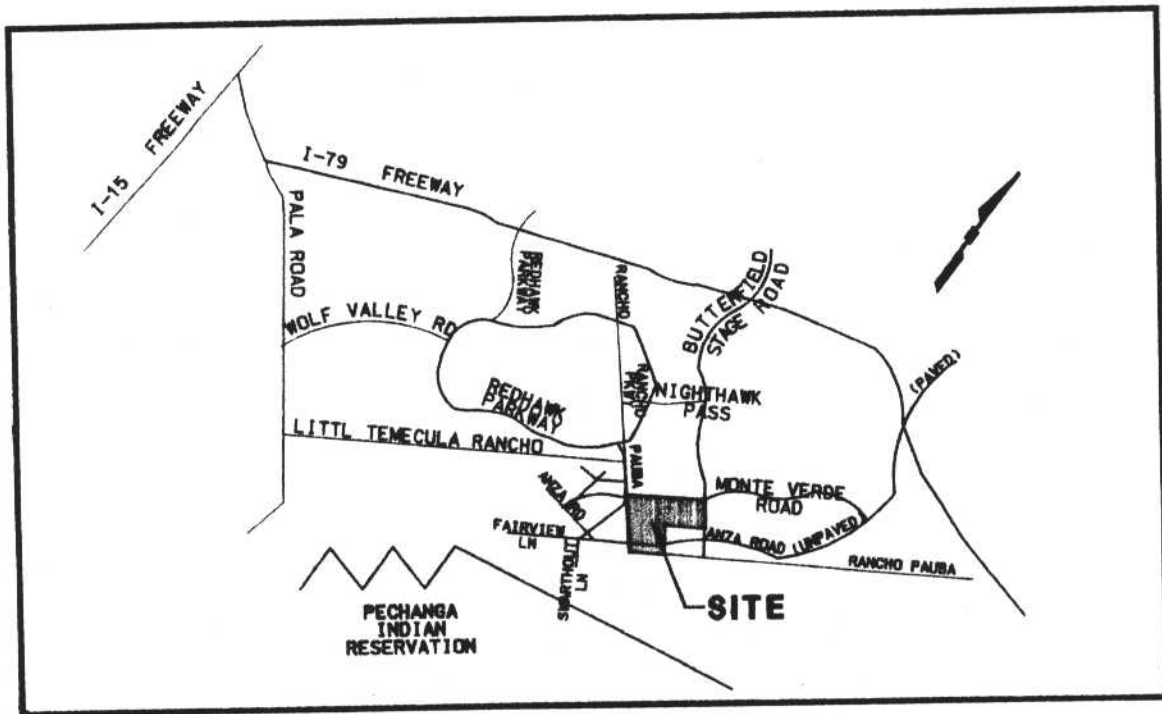 I-15 FREEWAY
I-79 FREEWAY
PALA ROAD
REDHAWK
PARKWAY
RANCHO
BUTTERFIELD
STAGE ROAD
(PAVED)
WOLF VALLEY RD
RANCHO
PKWY
NIGHTHAWK
PASS
REDHAWK
PARKWAY
LITTL TEMECULA RANCHO
PAUBA
ANZA RD
MONTE VERDE
ROAD
FAIRVIEW
LN
ANZA ROAD (UNPAVED)
RANCHO PAUBA
SWARTHOUT
LN
SITE
PECHANGA
INDIAN
RESERVATION